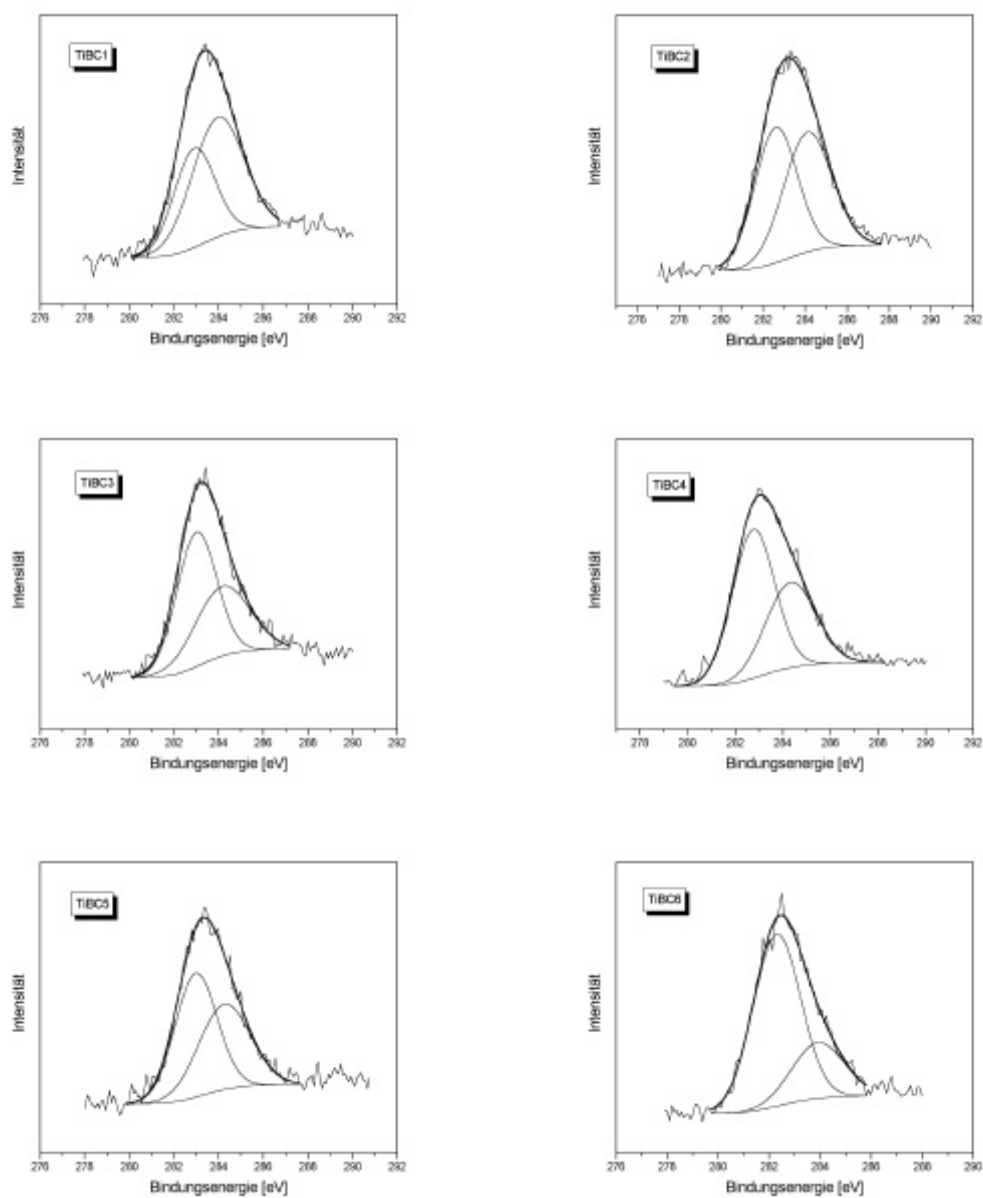 TiBC1
Intensität
276 278 280 282 284 286 288 290 292
Bindungsenergie [eV]
TiBC2
Intensität
276 278 280 282 284 286 288 290 292
Bindungsenergie [eV]
TiBC3
Intensität
276 278 280 282 284 286 288 290 292
Bindungsenergie [eV]
TiBC4
Intensität
278 280 282 284 286 288 290 292
Bindungsenergie [eV]
TiBC5
Intensität
276 278 280 282 284 286 288 290 292
Bindungsenergie [eV]
TiBC6
Intensität
276 278 280 282 284 286 288 290
Bindungsenergie [eV]